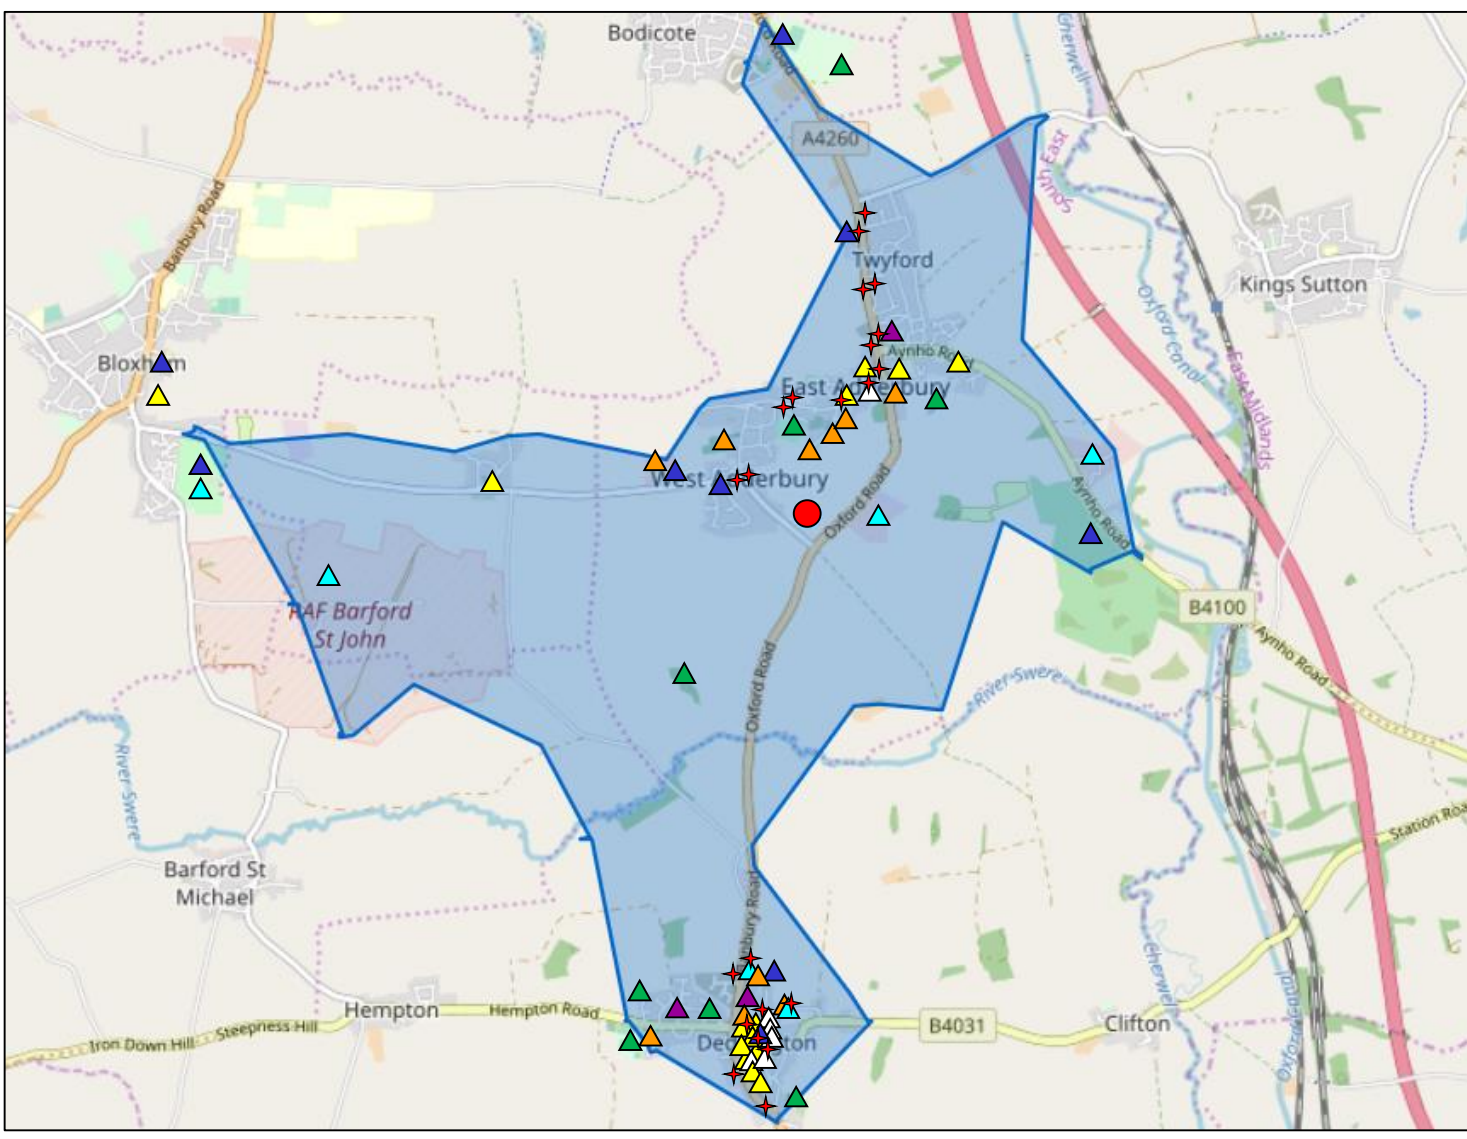 Bodicote
Cherwell
A4260
South East
Banbury Road
Twyford
Kings Sutton
Oxford Canal
Bloxham
Aynho Road
East Adderbury
East Midlands
West Adderbury
Oxford Road
Aynho Road
RAF Barford
St John
B4100
Aynho Road
Oxford Road
River Swere
River Swere
Station Roa
Barford St
Michael
Banbury Road
Cherwell
Hempton
Hempton Road
Steepness Hill
Iron Down Hill
B4031
Clifton
Deddington